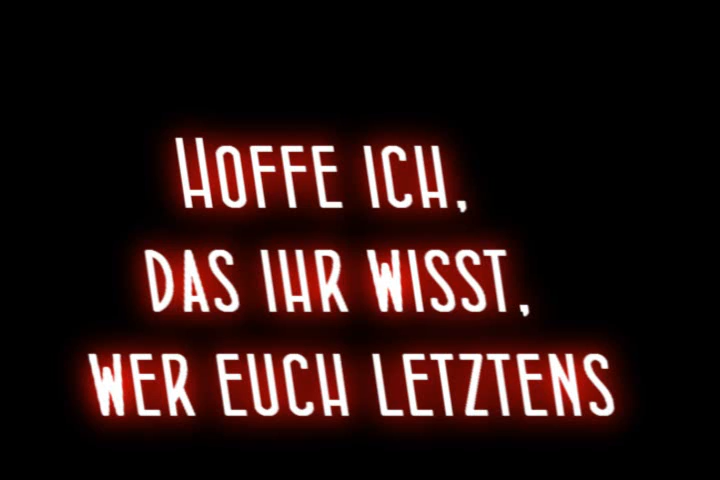 HOFFE ICH,
DAS IHR WISST,
WER EUCH LETZTENS